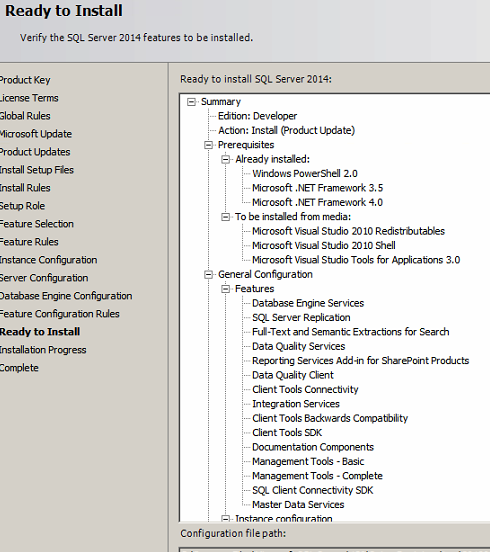 Ready to Install
Verify the SQL Server 2014 features to be installed.
Product Key
License Terms
Global Rules
Microsoft Update
Product Updates
Install Setup Files
Install Rules
Setup Role
Feature Selection
Feature Rules
Instance Configuration
Server Configuration
Database Engine Configuration
Feature Configuration Rules
Ready to Install
Installation Progress
Complete
Ready to install SQL Server 2014:
Summary
Edition: Developer
Action: Install (Product Update)
Prerequisites
Already installed:
Windows PowerShell 2.0
Microsoft .NET Framework 3.5
Microsoft .NET Framework 4.0
To be installed from media:
Microsoft Visual Studio 2010 Redistributables
Microsoft Visual Studio 2010 Shell
Microsoft Visual Studio Tools for Applications 3.0
General Configuration
Features
Database Engine Services
SQL Server Replication
Full-Text and Semantic Extractions for Search
Data Quality Services
Reporting Services Add-in for SharePoint Products
Data Quality Client
Client Tools Connectivity
Integration Services
Client Tools Backwards Compatibility
Client Tools SDK
Documentation Components
Management Tools - Basic
Management Tools - Complete
SQL Client Connectivity SDK
Master Data Services
Instance configuration
Configuration file path: